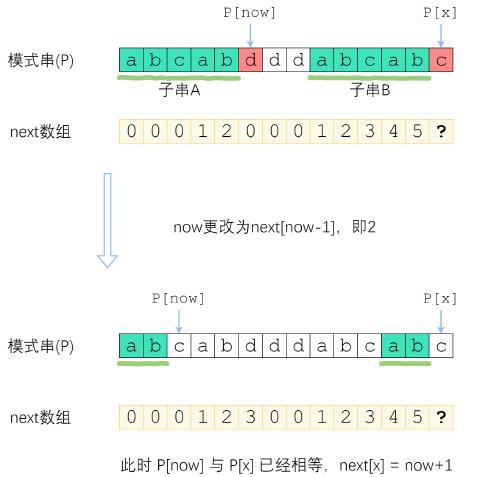 P[now] P[x]
模式串(P) a b c a b d d d a b c a b c
子串A 子串B
next数组 0 0 0 1 2 0 0 0 1 2 3 4 5 ?
now更改为next[now-1]，即2
P[now] P[x]
模式串(P) a b c a b d d d a b c a b c
next数组 0 0 0 1 2 3 0 0 1 2 3 4 5 ?
此时 P[now] 与 P[x] 已经相等，next[x] = now+1